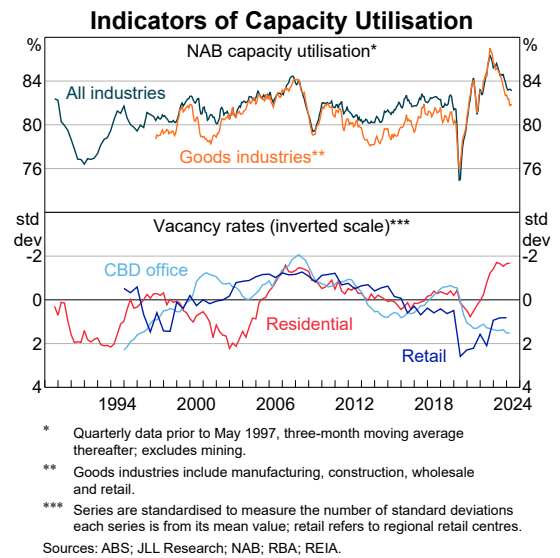 Indicators of Capacity Utilisation
% NAB capacity utilisation* %
84 All industries 84
80 80
Goods industries**
76 76
std dev Vacancy rates (inverted scale)*** std dev
-2 CBD office -2
0 0
Residential
2 Retail 2
4 4
1994 2000 2006 2012 2018 2024
* Quarterly data prior to May 1997, three-month moving average
thereafter; excludes mining.
** Goods industries include manufacturing, construction, wholesale
and retail.
*** Series are standardised to measure the number of standard deviations
each series is from its mean value; retail refers to regional retail centres.
Sources: ABS; JLL Research; NAB; RBA; REIA.